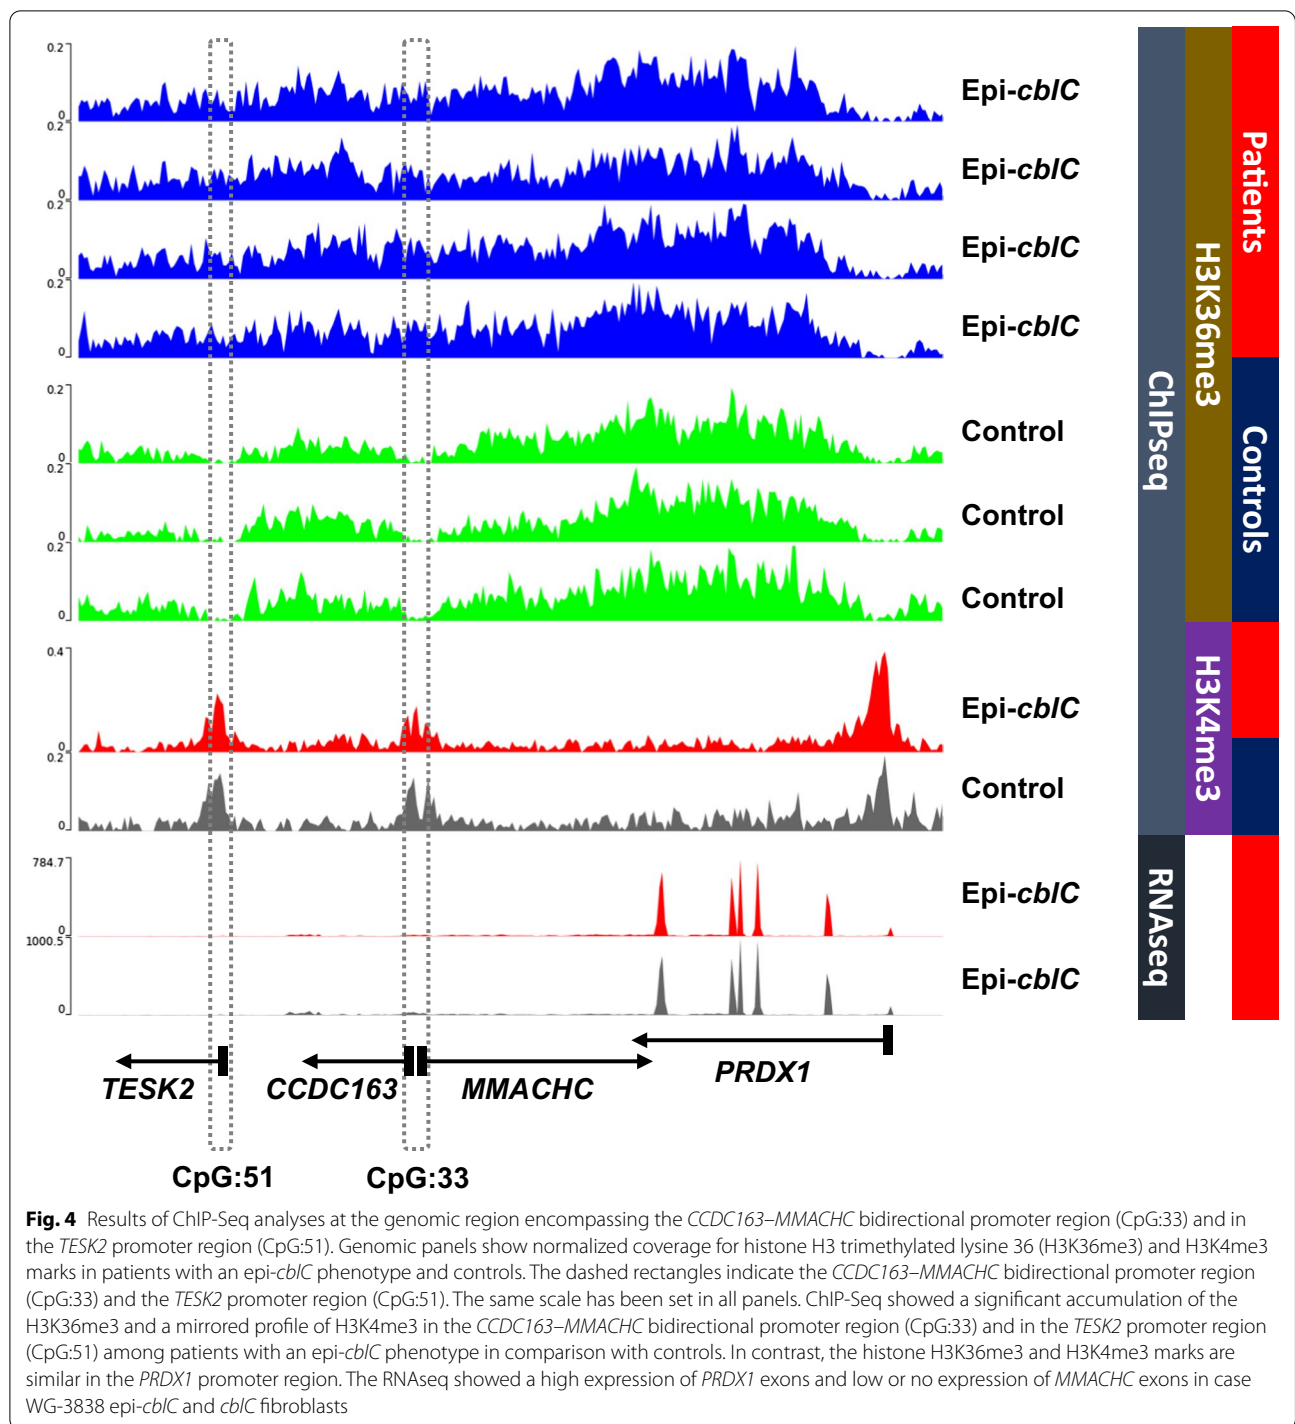 0.2
0
Epi-cblC
0.2
0
Epi-cblC
0.2
0
Epi-cblC
0.2
0
Epi-cblC
0.2
0
Control
0.2
0
Control
0.2
0
Control
0.4
0
Epi-cblC
0.2
0
Control
784.7
0
Epi-cblC
1000.5
0
Epi-cblC
ChIPseq
RNAseq
H3K36me3
H3K4me3
Patients
Controls
TESK2
CCDC163
MMACHC
PRDX1
CpG:51
CpG:33
Fig. 4 Results of ChIP-Seq analyses at the genomic region encompassing the CCDC163–MMACHC bidirectional promoter region (CpG:33) and in
the TESK2 promoter region (CpG:51). Genomic panels show normalized coverage for histone H3 trimethylated lysine 36 (H3K36me3) and H3K4me3
marks in patients with an epi-cblC phenotype and controls. The dashed rectangles indicate the CCDC163–MMACHC bidirectional promoter region
(CpG:33) and the TESK2 promoter region (CpG:51). The same scale has been set in all panels. ChIP-Seq showed a significant accumulation of the
H3K36me3 and a mirrored profile of H3K4me3 in the CCDC163–MMACHC bidirectional promoter region (CpG:33) and in the TESK2 promoter region
(CpG:51) among patients with an epi-cblC phenotype in comparison with controls. In contrast, the histone H3K36me3 and H3K4me3 marks are
similar in the PRDX1 promoter region. The RNAseq showed a high expression of PRDX1 exons and low or no expression of MMACHC exons in case
WG-3838 epi-cblC and cblC fibroblasts